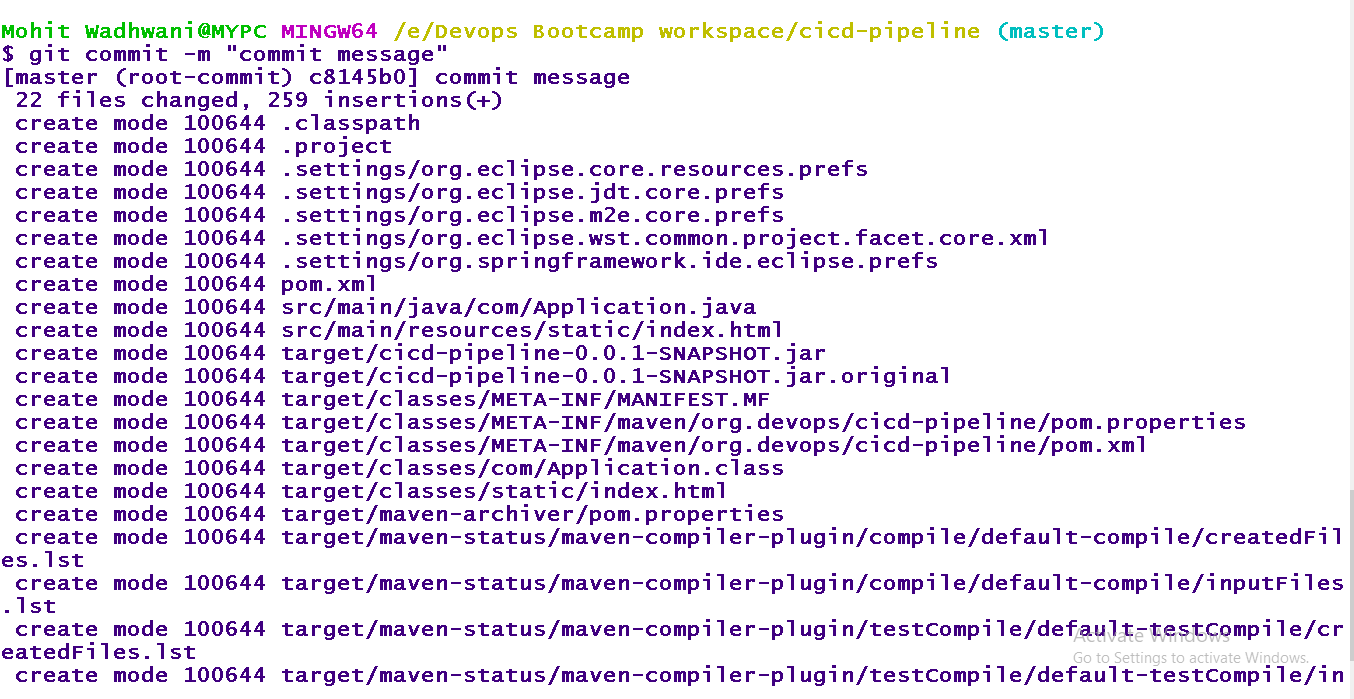 Mohit Wadhwani@MYPC MINGW64 /e/Devops Bootcamp workspace/cicd-pipeline (master)
$ git commit -m "commit message"
[master (root-commit) c8145b0] commit message
 22 files changed, 259 insertions(+)
 create mode 100644 .classpath
 create mode 100644 .project
 create mode 100644 .settings/org.eclipse.core.resources.prefs
 create mode 100644 .settings/org.eclipse.jdt.core.prefs
 create mode 100644 .settings/org.eclipse.m2e.core.prefs
 create mode 100644 .settings/org.eclipse.wst.common.project.facet.core.xml
 create mode 100644 .settings/org.springframework.ide.eclipse.prefs
 create mode 100644 pom.xml
 create mode 100644 src/main/java/com/Application.java
 create mode 100644 src/main/resources/static/index.html
 create mode 100644 target/cicd-pipeline-0.0.1-SNAPSHOT.jar
 create mode 100644 target/cicd-pipeline-0.0.1-SNAPSHOT.jar.original
 create mode 100644 target/classes/META-INF/MANIFEST.MF
 create mode 100644 target/classes/META-INF/maven/org.devops/cicd-pipeline/pom.properties
 create mode 100644 target/classes/META-INF/maven/org.devops/cicd-pipeline/pom.xml
 create mode 100644 target/classes/com/Application.class
 create mode 100644 target/classes/static/index.html
 create mode 100644 target/maven-archiver/pom.properties
 create mode 100644 target/maven-status/maven-compiler-plugin/compile/default-compile/createdFil
es.lst
 create mode 100644 target/maven-status/maven-compiler-plugin/compile/default-compile/inputFiles
.lst
 create mode 100644 target/maven-status/maven-compiler-plugin/testCompile/default-testCompile/cr
eatedFiles.lst
 create mode 100644 target/maven-status/maven-compiler-plugin/testCompile/default-testCompile/in
Activate Windows
Go to Settings to activate Windows.